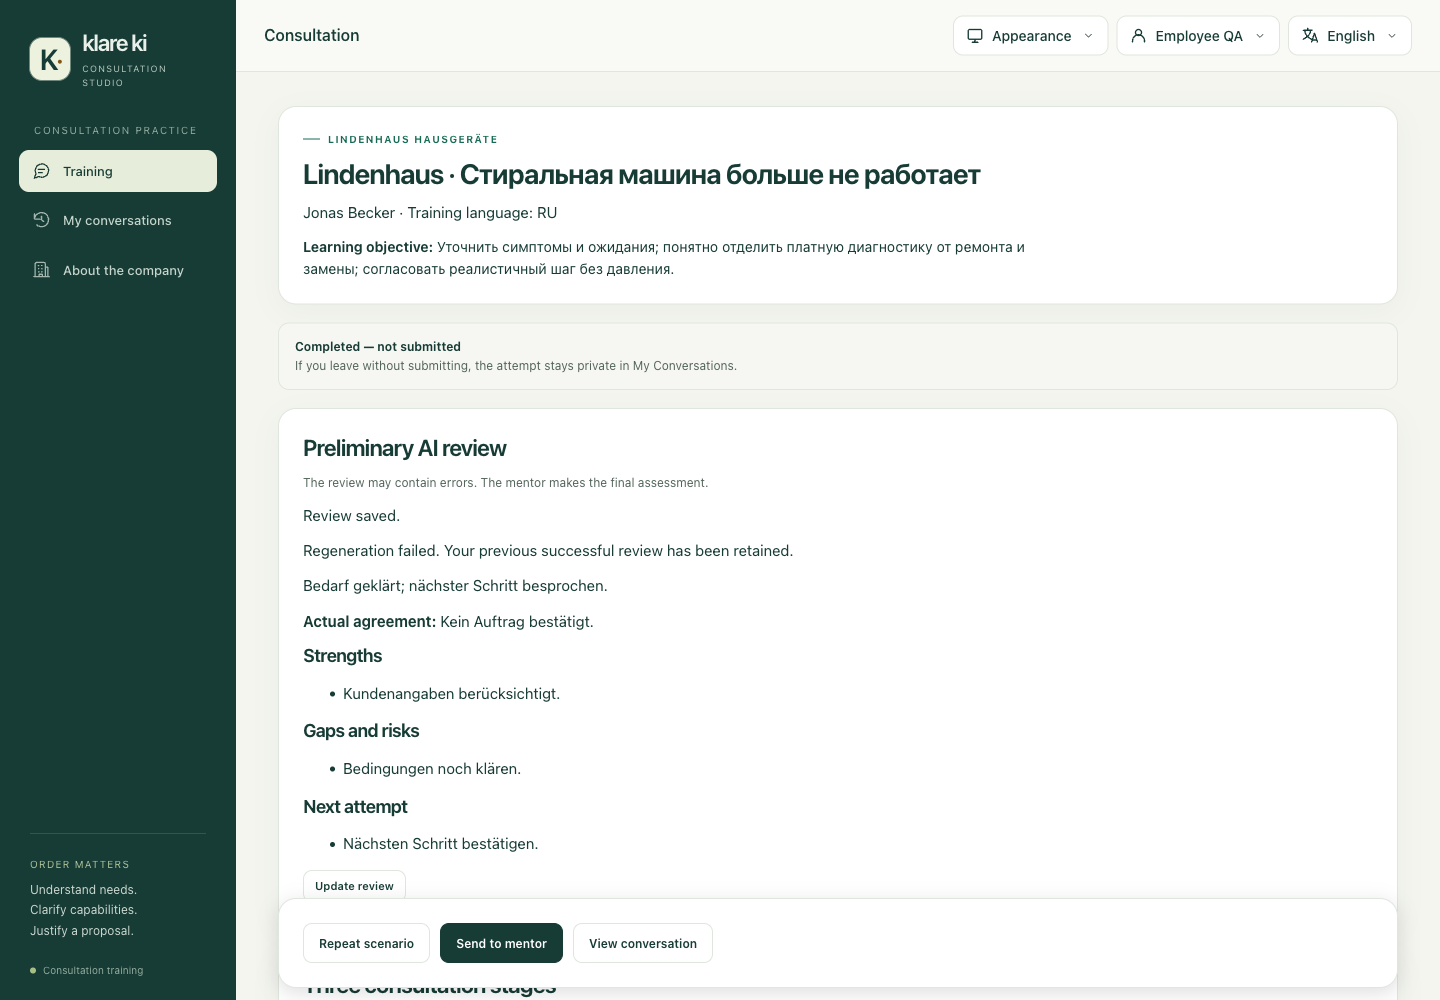 K
klare ki
CONSULTATION
STUDIO
CONSULTATION PRACTICE
Training
My conversations
About the company
ORDER MATTERS
Understand needs.
Clarify capabilities.
Justify a proposal.
Consultation training
Consultation
Appearance
Employee QA
English
LINDENHAUS HAUSGERÄTE
Lindenhaus · Стиральная машина больше не работает
Jonas Becker · Training language: RU
Learning objective: Уточнить симптомы и ожидания; понятно отделить платную диагностику от ремонта и
замены; согласовать реалистичный шаг без давления.
Completed — not submitted
If you leave without submitting, the attempt stays private in My Conversations.
Preliminary AI review
The review may contain errors. The mentor makes the final assessment.
Review saved.
Regeneration failed. Your previous successful review has been retained.
Bedarf geklärt; nächster Schritt besprochen.
Actual agreement: Kein Auftrag bestätigt.
Strengths
• Kundenangaben berücksichtigt.
Gaps and risks
• Bedingungen noch klären.
Next attempt
• Nächsten Schritt bestätigen.
Update review
Repeat scenario
Send to mentor
View conversation
Three consultation stages